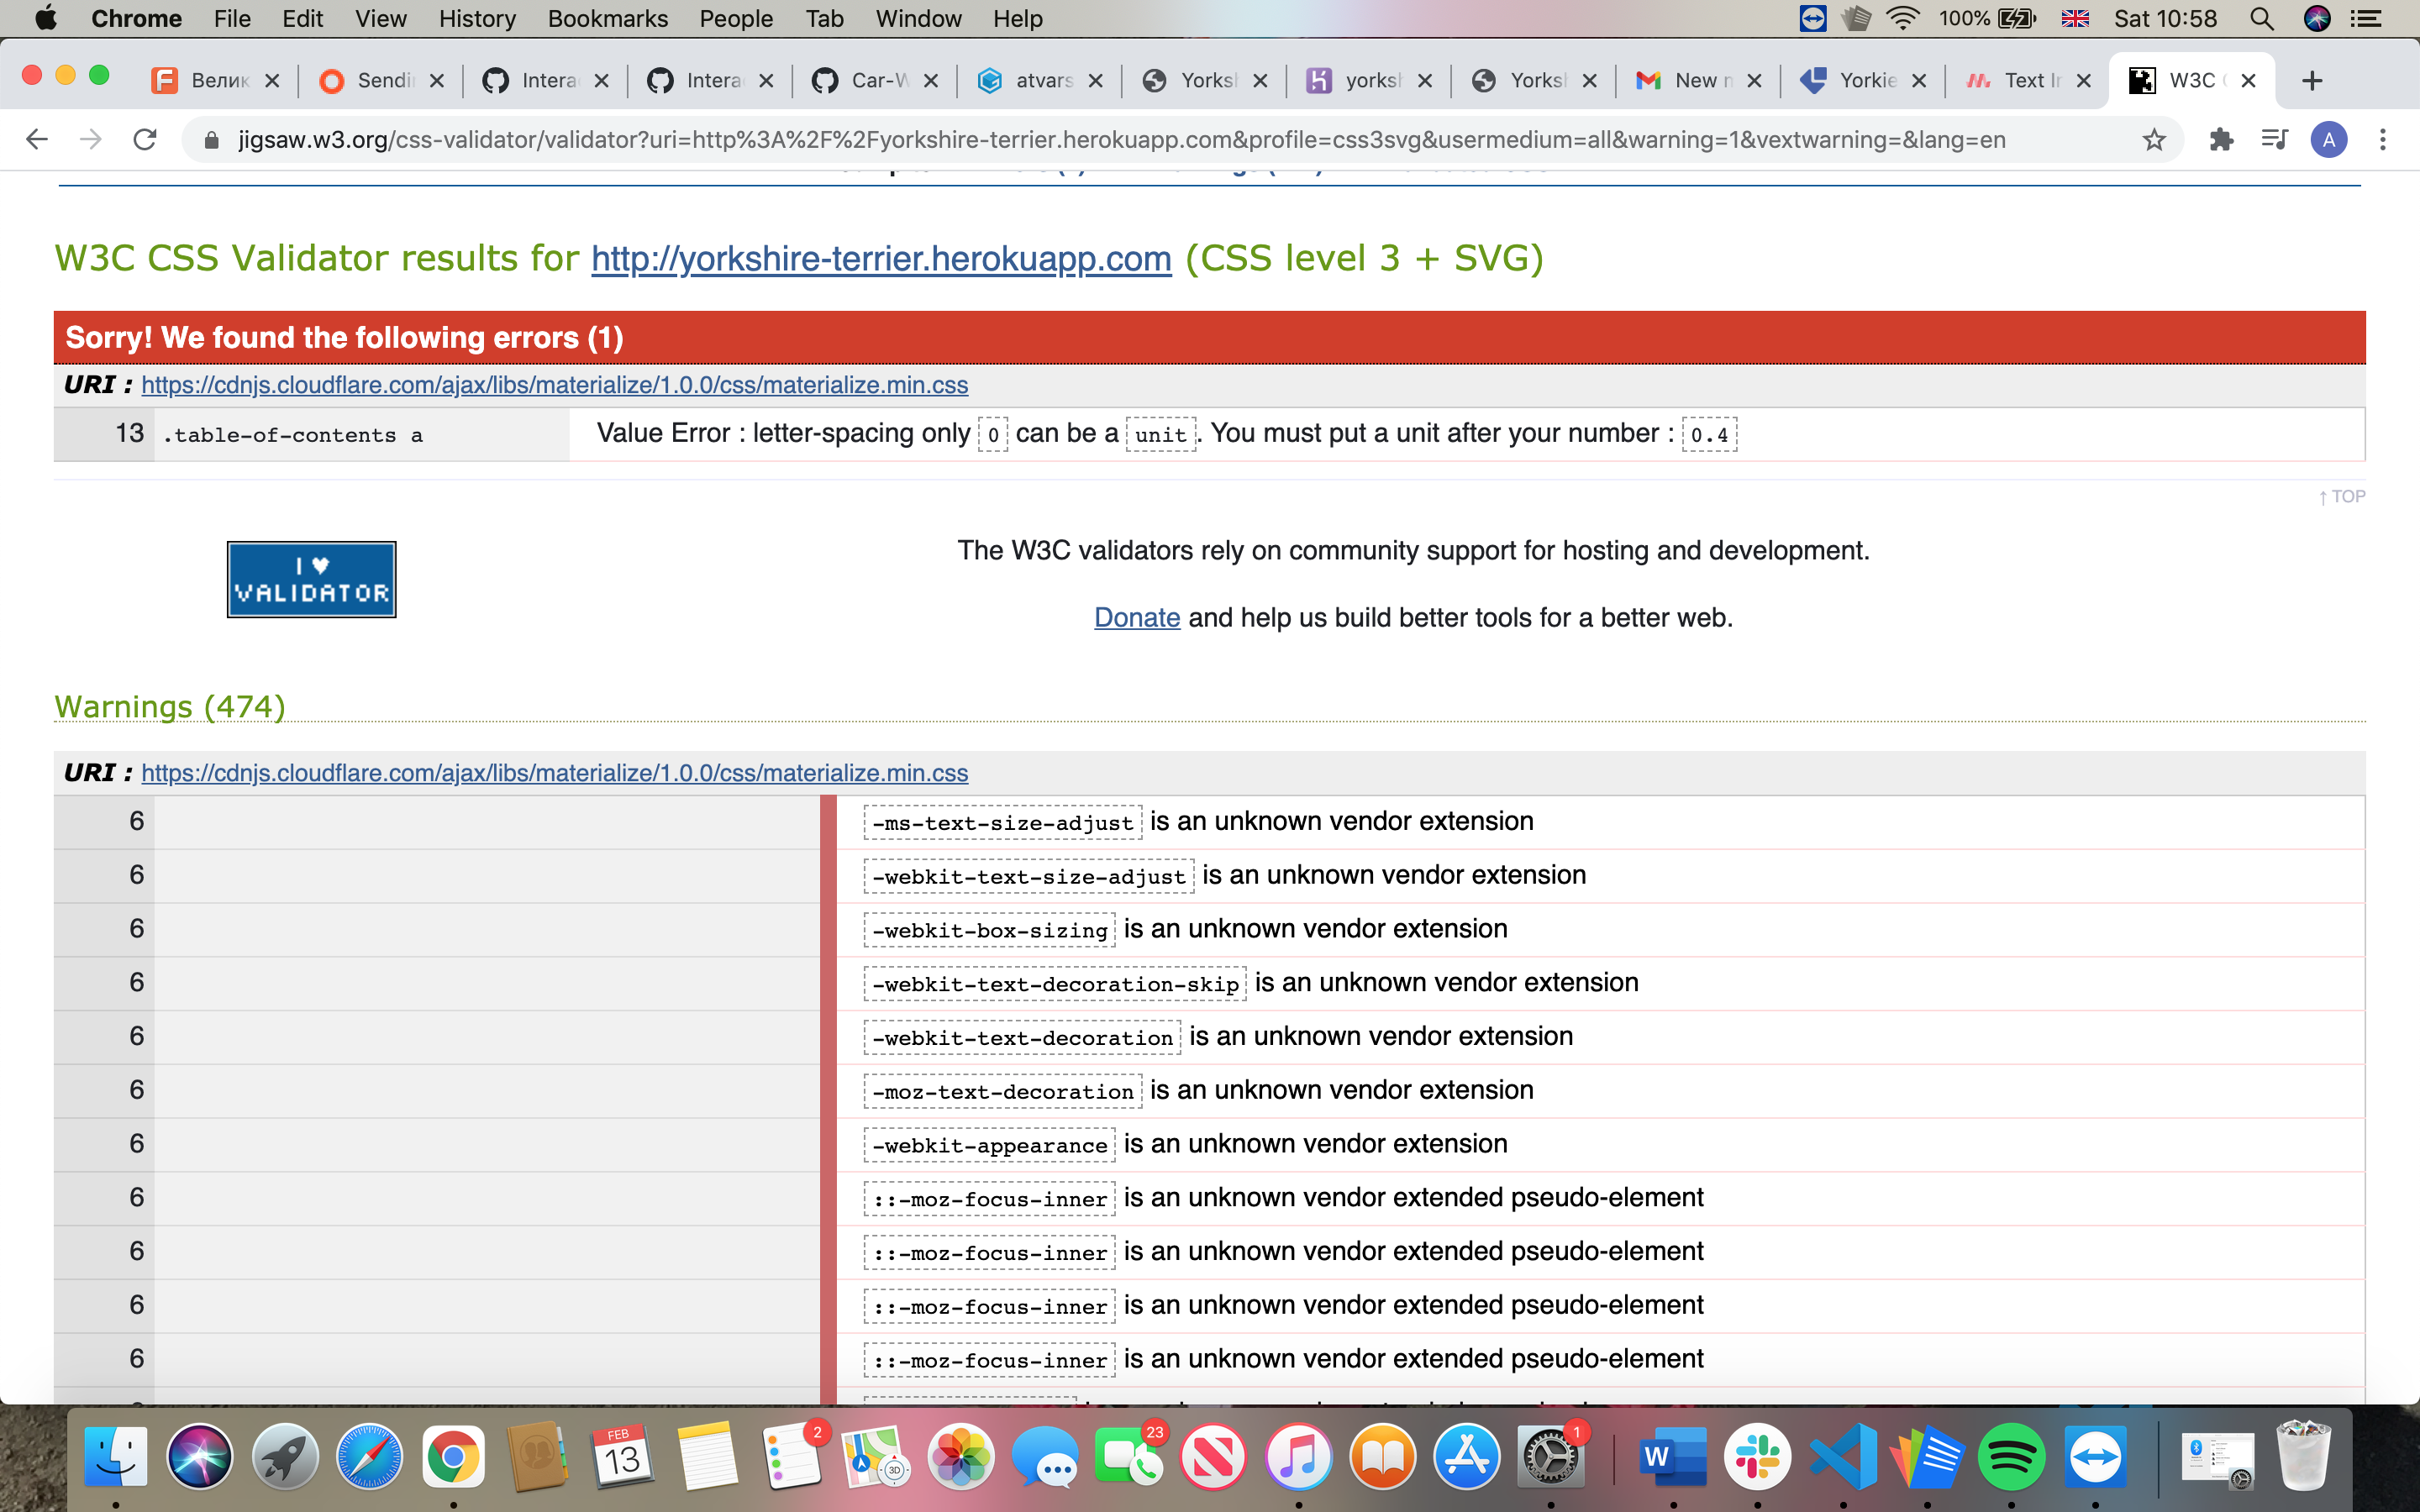 Chrome File Edit View History Bookmarks People Tab Window Help 100% Sat 10:58
Велик Sendi Intera Intera Car-W atvars Yorksh yorksh Yorksh New n Yorkie Text In W3C
jigsaw.w3.org/css-validator/validator?uri=http%3A%2F%2Fyorkshire-terrier.herokuapp.com&profile=css3svg&usermedium=all&warning=1&vextwarning=&lang=en A
W3C CSS Validator results for http://yorkshire-terrier.herokuapp.com (CSS level 3 + SVG)
Sorry! We found the following errors (1)
URI : https://cdnjs.cloudflare.com/ajax/libs/materialize/1.0.0/css/materialize.min.css
13 .table-of-contents a Value Error : letter-spacing only 0 can be a unit. You must put a unit after your number : 0.4
↑ TOP
I ♥
VALIDATOR
The W3C validators rely on community support for hosting and development.
Donate and help us build better tools for a better web.
Warnings (474)
URI : https://cdnjs.cloudflare.com/ajax/libs/materialize/1.0.0/css/materialize.min.css
6 -ms-text-size-adjust is an unknown vendor extension
6 -webkit-text-size-adjust is an unknown vendor extension
6 -webkit-box-sizing is an unknown vendor extension
6 -webkit-text-decoration-skip is an unknown vendor extension
6 -webkit-text-decoration is an unknown vendor extension
6 -moz-text-decoration is an unknown vendor extension
6 -webkit-appearance is an unknown vendor extension
6 ::-moz-focus-inner is an unknown vendor extended pseudo-element
6 ::-moz-focus-inner is an unknown vendor extended pseudo-element
6 ::-moz-focus-inner is an unknown vendor extended pseudo-element
6 ::-moz-focus-inner is an unknown vendor extended pseudo-element
FEB
13
2
3D
23
1
W